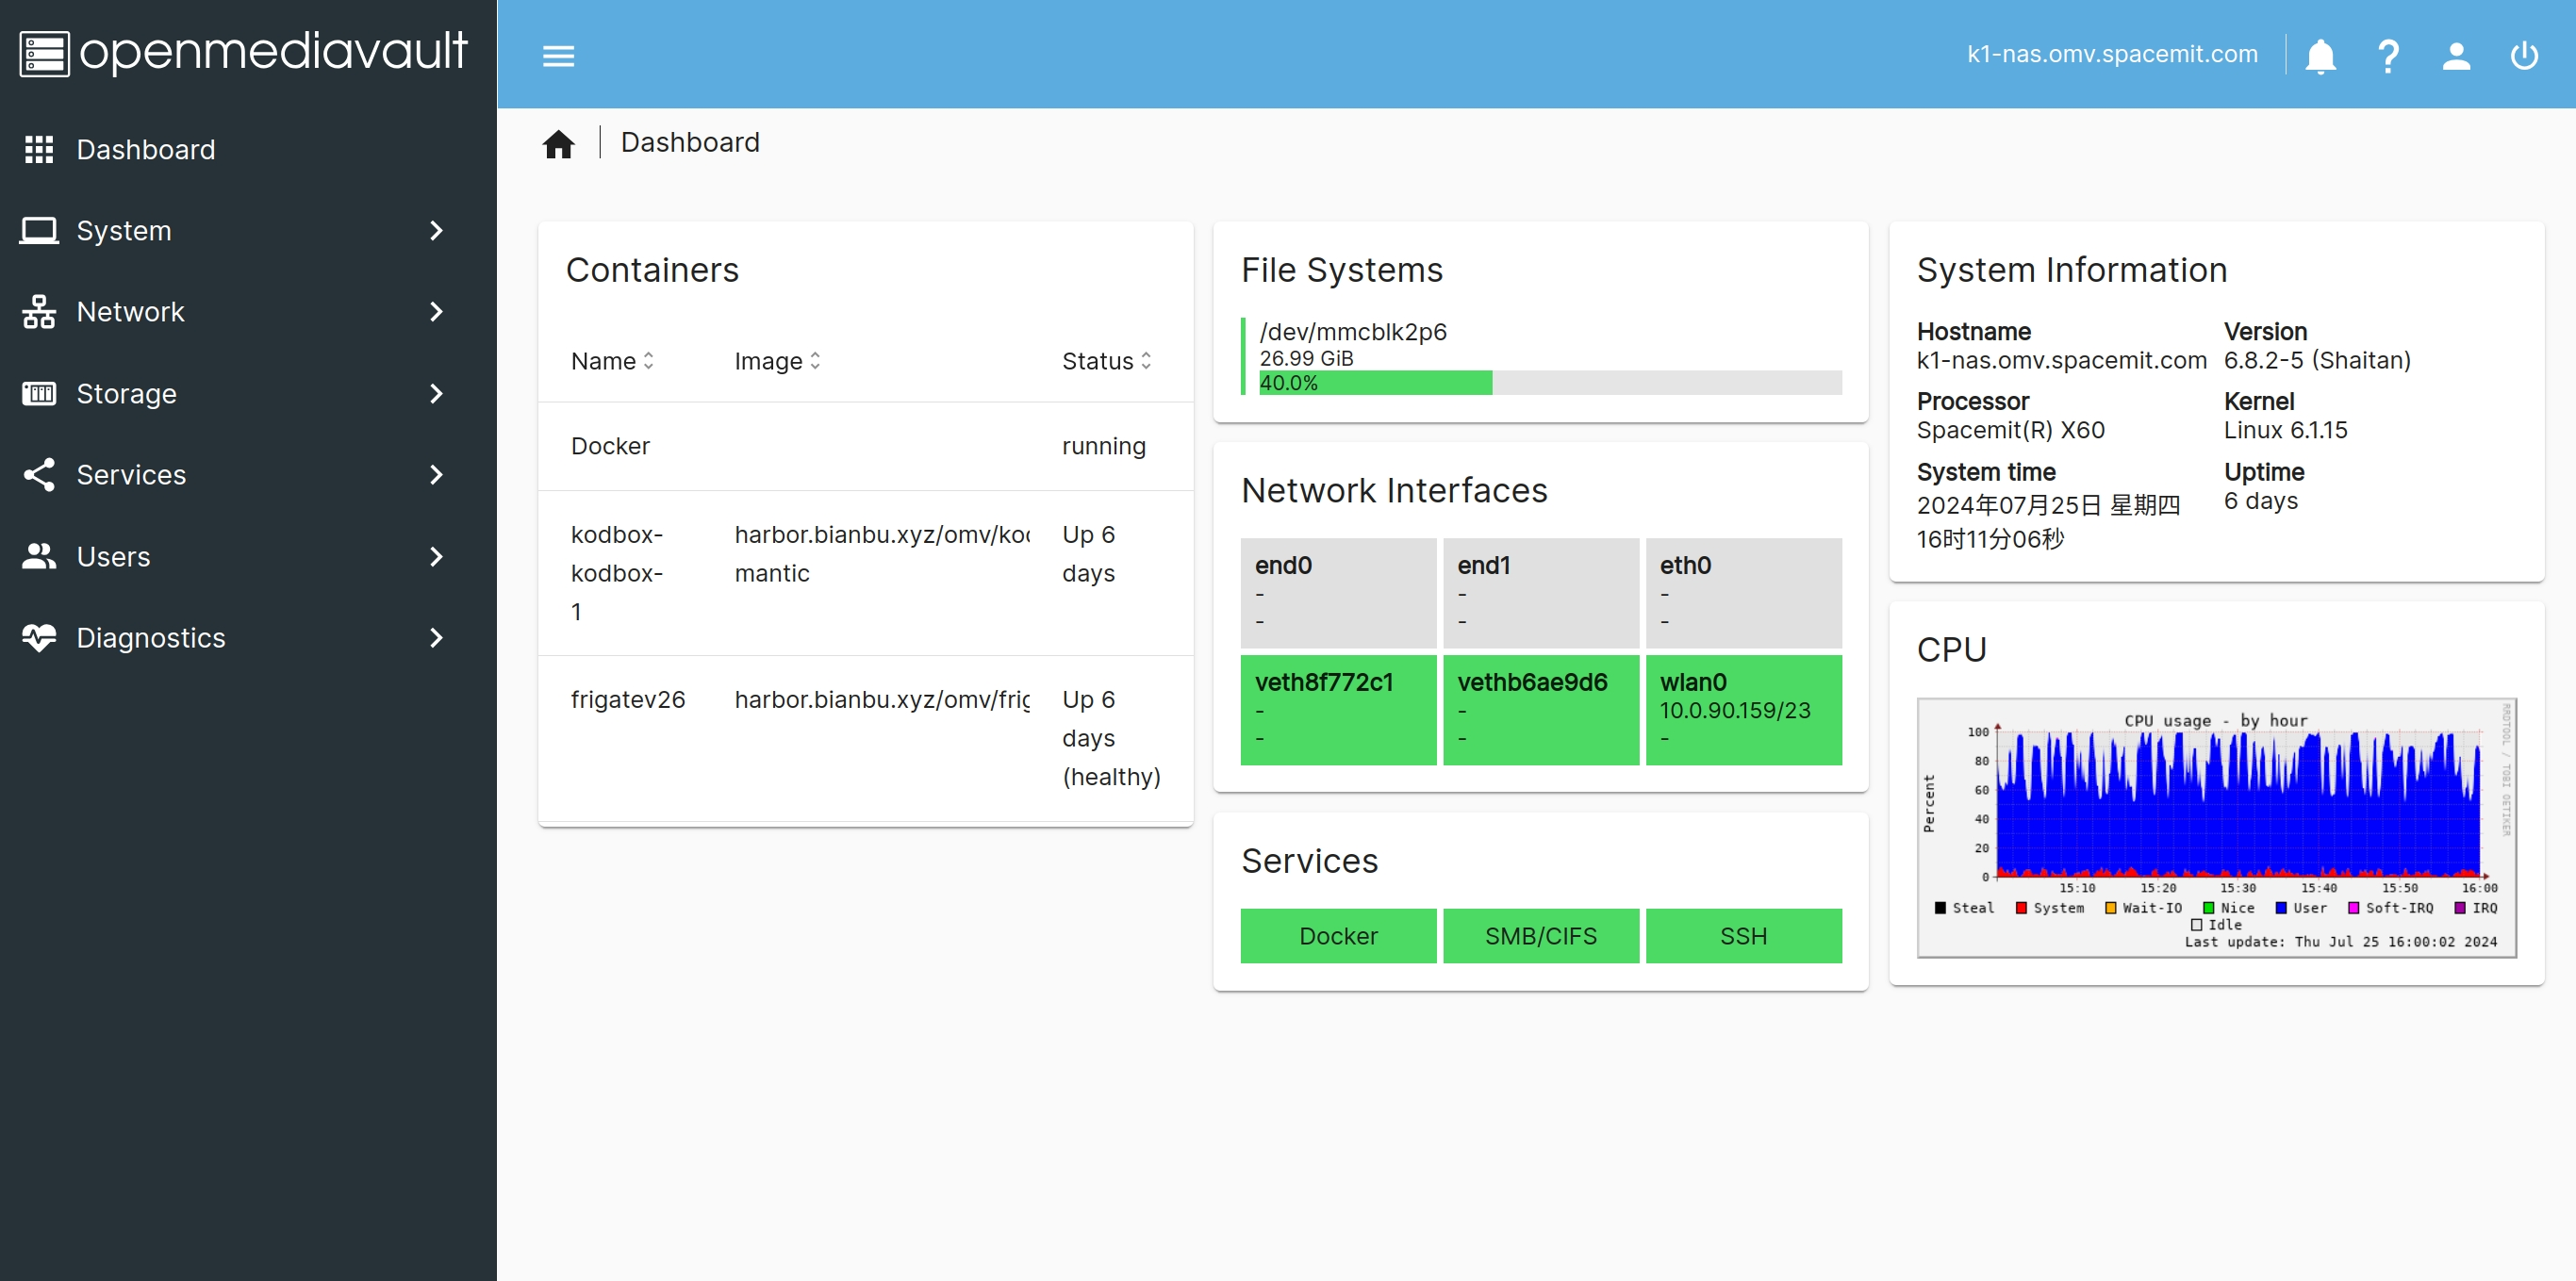 openmediavault
k1-nas.omv.spacemit.com
Dashboard
System
Network
Storage
Services
Users
Diagnostics
Dashboard
Containers
Name
Image
Status
Docker
running
kodbox-
kodbox-
1
harbor.bianbu.xyz/omv/ko
mantic
Up 6
days
frigatev26
harbor.bianbu.xyz/omv/fri
Up 6
days
(healthy)
File Systems
/dev/mmcblk2p6
26.99 GiB
40.0%
Network Interfaces
end0
-
-
end1
-
-
eth0
-
-
veth8f772c1
-
-
vethb6ae9d6
-
-
wlan0
10.0.90.159/23
-
Services
Docker
SMB/CIFS
SSH
System Information
Hostname
k1-nas.omv.spacemit.com
Version
6.8.2-5 (Shaitan)
Processor
Spacemit(R) X60
Kernel
Linux 6.1.15
System time
2024年07月25日 星期四
16时11分06秒
Uptime
6 days
CPU
CPU usage - by hour
RRDTOOL / TOBI OETIKER
Percent
100
80
60
40
20
0
15:10 15:20 15:30 15:40 15:50 16:00
Steal System Wait-IO Nice User Soft-IRQ IRQ
Idle
Last update: Thu Jul 25 16:00:02 2024